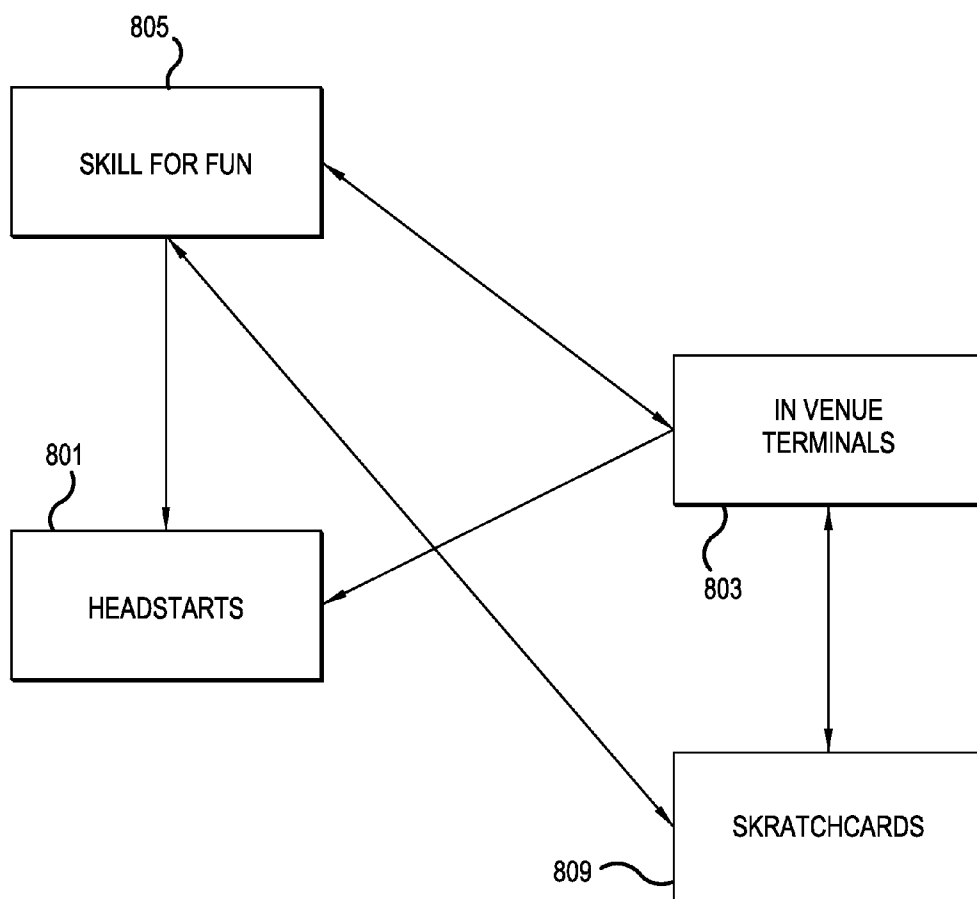 805
SKILL FOR FUN
IN VENUE
TERMINALS
801
803
HEADSTARTS
SKRATCHCARDS
809